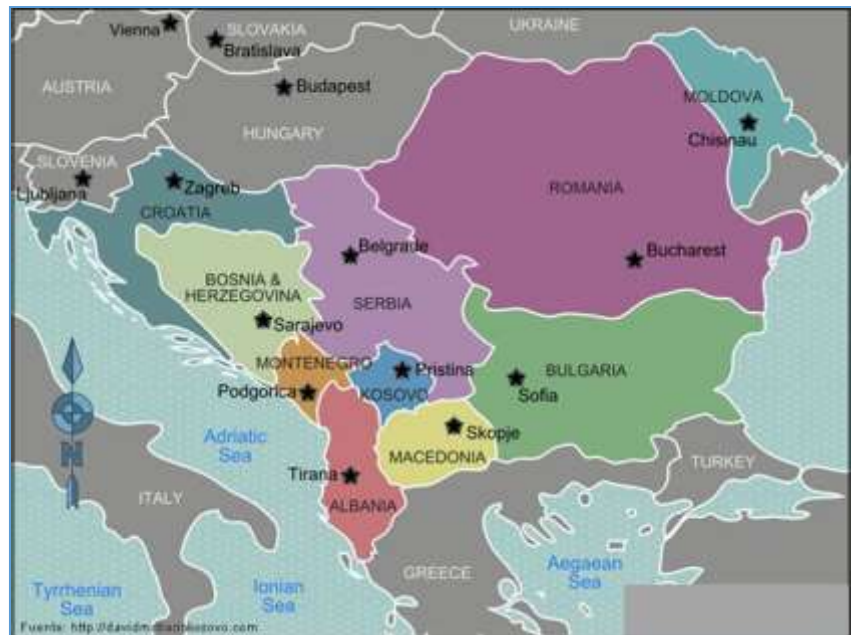 UKRAINE
Vienna
SLOVAKIA
Bratislava
AUSTRIA
Budapest
MOLDOVA
Chisinau
HUNGARY
SLOVENIA
Ljubljana
Zagreb
CROATIA
ROMANIA
Belgrade
Bucharest
BOSNIA &
HERZEGOVINA
SERBIA
Sarajevo
MONTENEGRO
Pristina
KOSOVO
BULGARIA
Sofia
Podgorica
Adriatic
Sea
N
Skopje
MACEDONIA
TURKEY
Tirana
ALBANIA
ITALY
GREECE
Aegaean
Sea
Tyrrhenian
Sea
Ionian
Sea
Fuente: